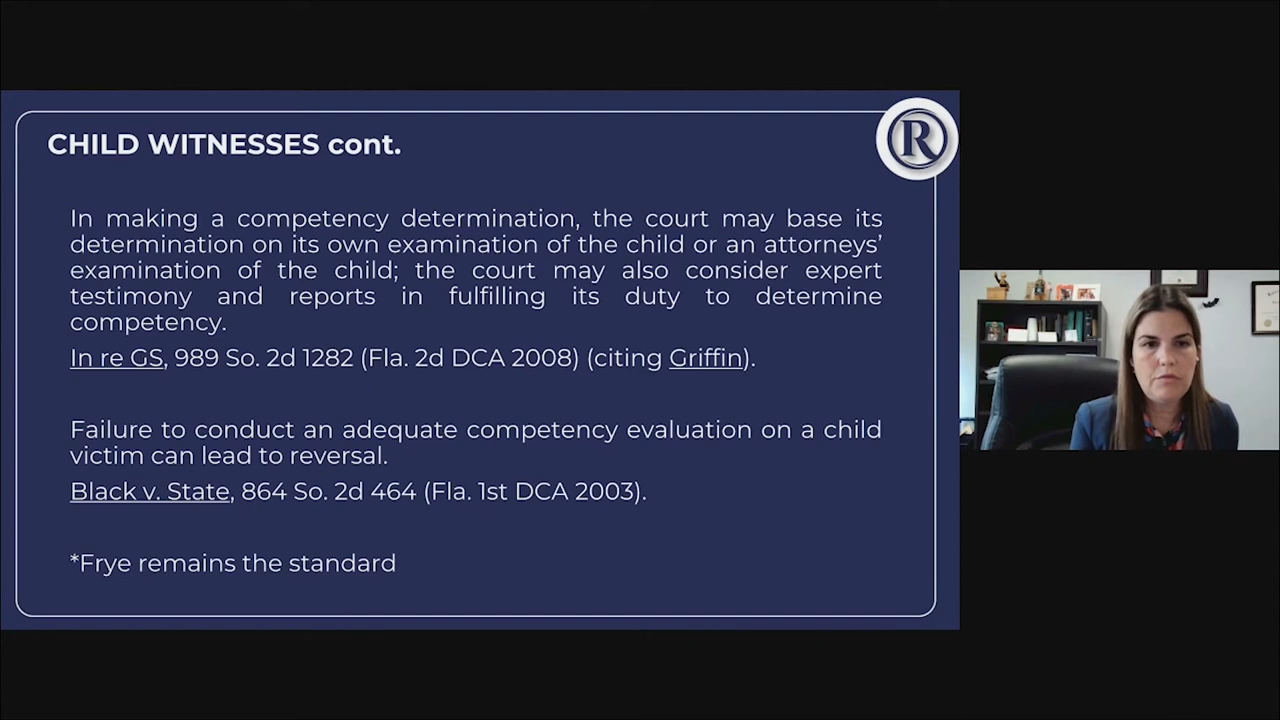 CHILD WITNESSES cont.
R
In making a competency determination, the court may base its
determination on its own examination of the child or an attorneys’
examination of the child; the court may also consider expert
testimony and reports in fulfilling its duty to determine
competency.
In re GS, 989 So. 2d 1282 (Fla. 2d DCA 2008) (citing Griffin).
Failure to conduct an adequate competency evaluation on a child
victim can lead to reversal.
Black v. State, 864 So. 2d 464 (Fla. 1st DCA 2003).
*Frye remains the standard